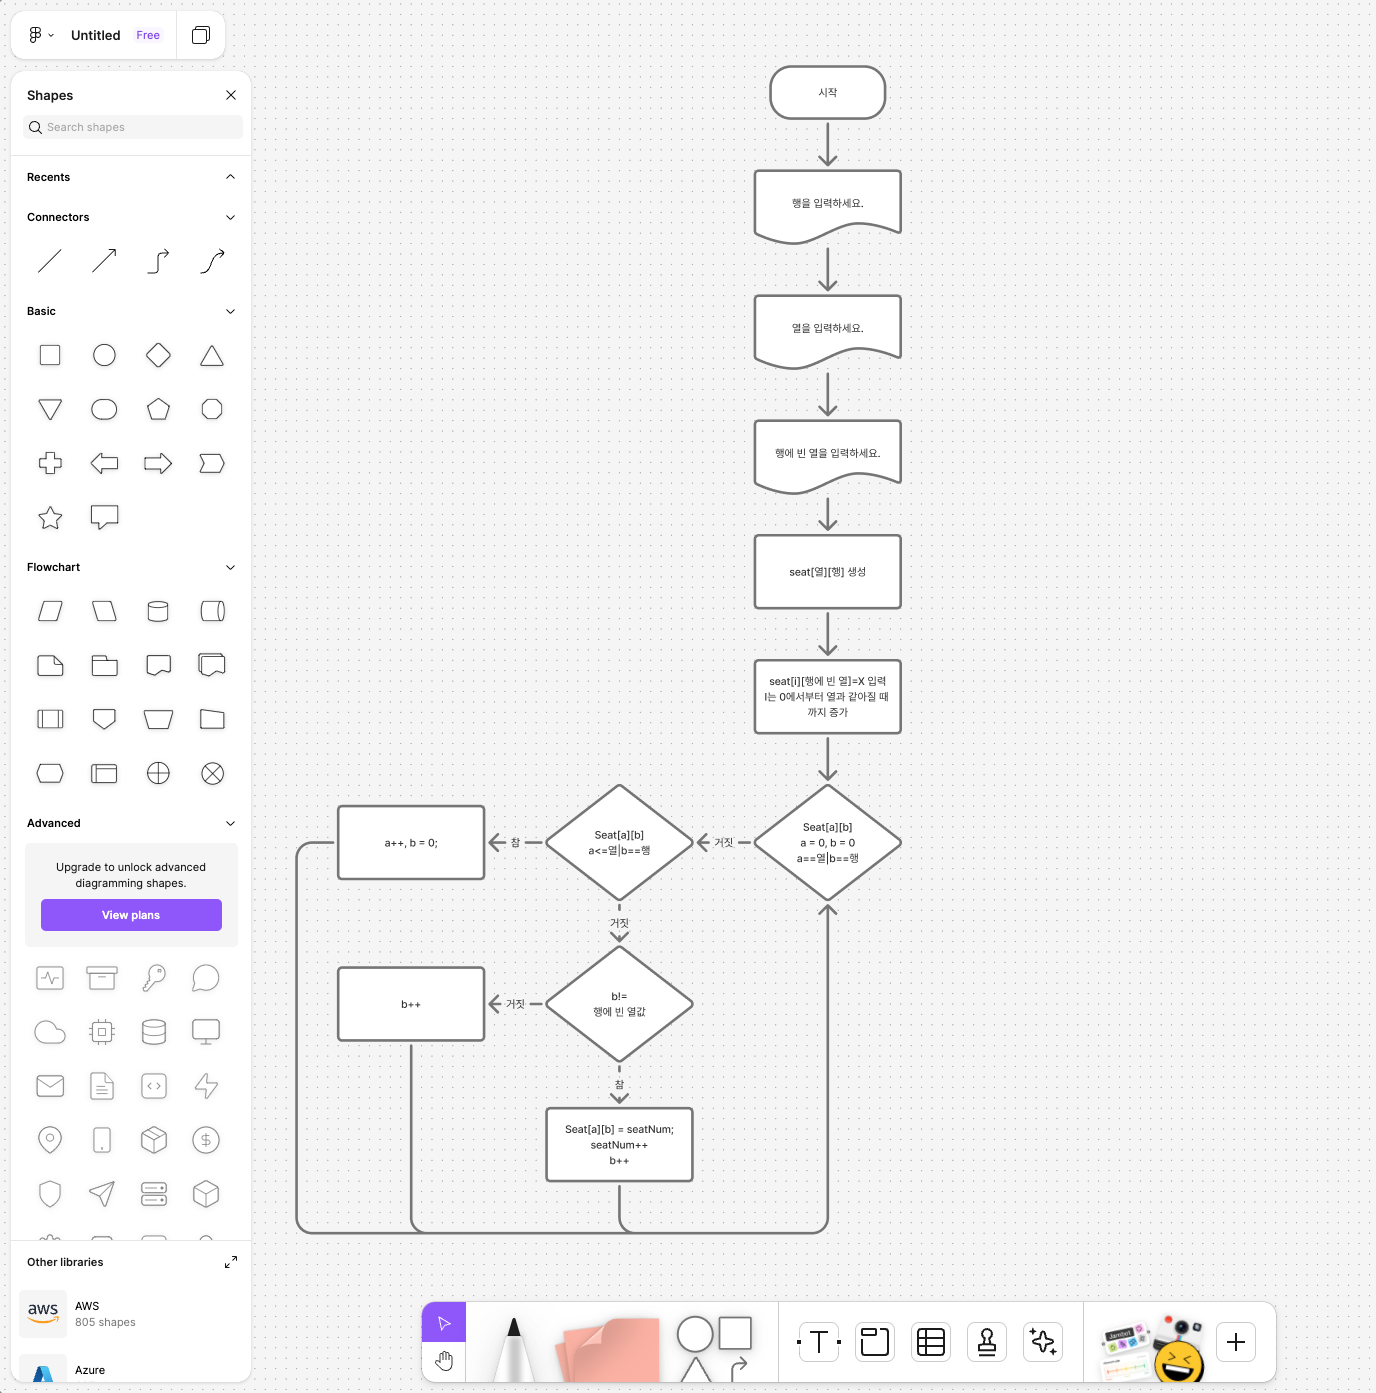 Untitled Free
Shapes
Search shapes
Recents
Connectors
Basic
Flowchart
Advanced
Upgrade to unlock advanced
diagramming shapes.
View plans
Other libraries
aws
AWS
805 shapes
Azure
시작
행을 입력하세요.
열을 입력하세요.
행에 빈 열을 입력하세요.
seat[열][행] 생성
seat[i][행에 빈 열]=X 입력
I는 0에서부터 열과 같아질 때
까지 증가
Seat[a][b]
a = 0, b = 0
a==열|b==행
거짓
Seat[a][b]
a<=열|b==행
참
a++, b = 0;
거짓
b!=
행에 빈 열값
거짓
b++
참
Seat[a][b] = seatNum;
seatNum++
b++
T
Jambot